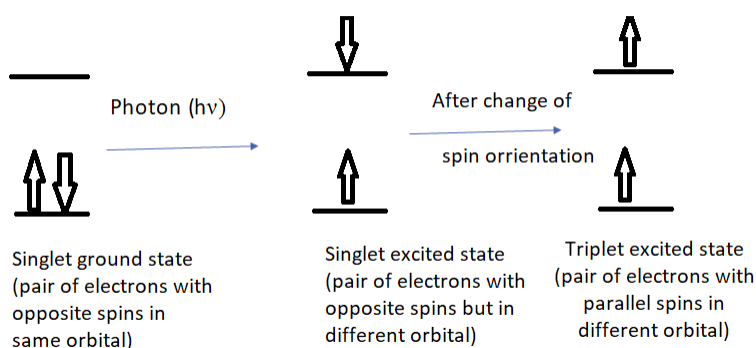 Photon (hν)
After change of
spin orrientation
Singlet ground state
(pair of electrons with
opposite spins in
same orbital)
Singlet excited state
(pair of electrons with
opposite spins but in
different orbital)
Triplet excited state
(pair of electrons with
parallel spins in
different orbital)